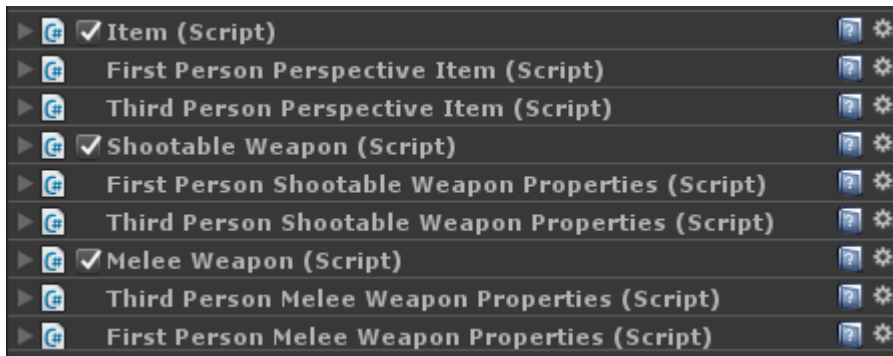 Item (Script)
First Person Perspective Item (Script)
Third Person Perspective Item (Script)
Shootable Weapon (Script)
First Person Shootable Weapon Properties (Script)
Third Person Shootable Weapon Properties (Script)
Melee Weapon (Script)
Third Person Melee Weapon Properties (Script)
First Person Melee Weapon Properties (Script)